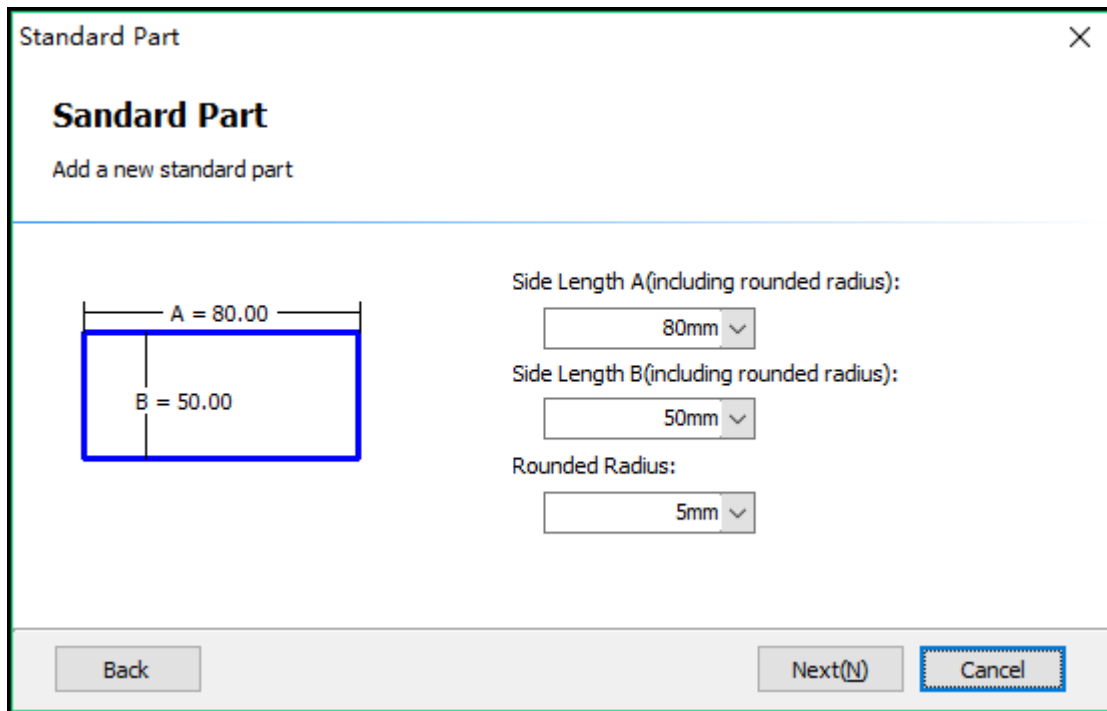 Standard Part
Sandard Part
Add a new standard part
A = 80.00
B = 50.00
Side Length A(including rounded radius):
80mm
Side Length B(including rounded radius):
50mm
Rounded Radius:
5mm
Back
Next(N)
Cancel